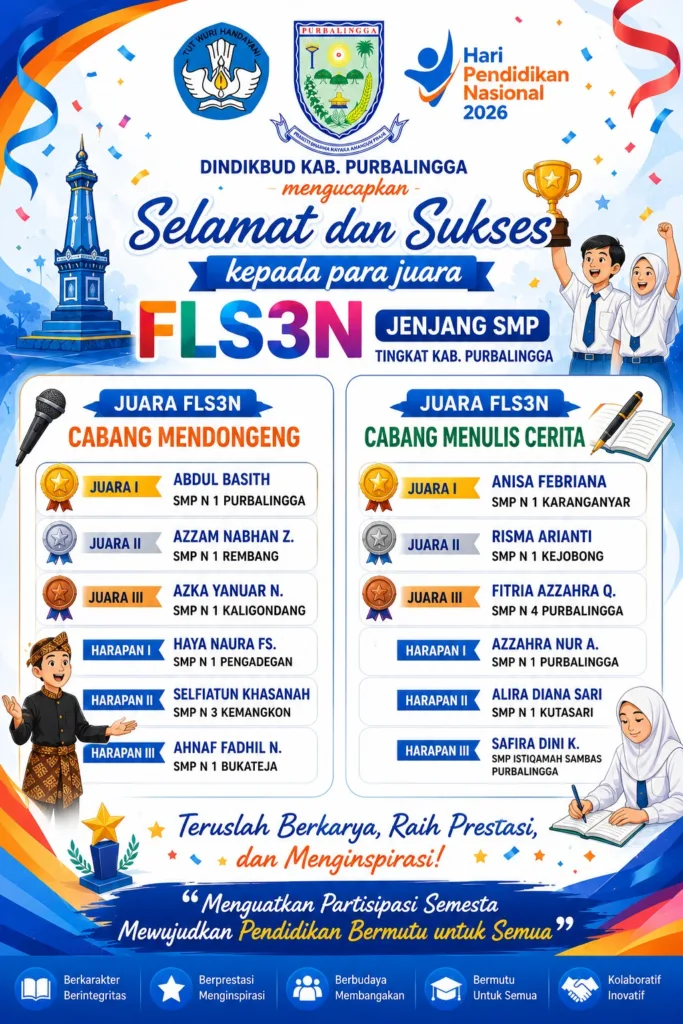 TUT WURI HANDAYANI
PURBALINGGA
Hari
Pendidikan
Nasional
2026
DINDIKBUD KAB. PURBALINGGA
- mengucapkan -
Selamat dan Sukses
kepada para juara
FLS3N
JENJANG SMP
TINGKAT KAB. PURBALINGGA
JUARA FLS3N
CABANG MENDONGENG
JUARA I
ABDUL BASITH
SMP N 1 PURBALINGGA
JUARA II
AZZAM NABHAN Z.
SMP N 1 REMBANG
JUARA III
AZKA YANUAR N.
SMP N 1 KALIGONDANG
HARAPAN I
HAYA NAURA FS.
SMP N 1 PENGADEGAN
HARAPAN II
SELFIATUN KHASANAH
SMP N 3 KEMANGKON
HARAPAN III
AHNAF FADHIL N.
SMP N 1 BUKATEJA
JUARA FLS3N
CABANG MENULIS CERITA
JUARA I
ANISA FEBRIANA
SMP N 1 KARANGANYAR
JUARA II
RISMA ARIANTI
SMP N 1 KEJOBONG
JUARA III
FITRIA AZZAHRA Q.
SMP N 4 PURBALINGGA
HARAPAN I
AZZAHRA NUR A.
SMP N 1 PURBALINGGA
HARAPAN II
ALIRA DIANA SARI
SMP N 1 KUTASARI
HARAPAN III
SAFIRA DINI K.
SMP ISTIQAMAH SAMBAS
PURBALINGGA
Teruslah Berkarya, Raih Prestasi,
dan Menginspirasi!
“Menguatkan Partisipasi Semesta
Mewujudkan Pendidikan Bermutu untuk Semua”
Berkarakter
Berintegritas
Berprestasi
Menginspirasi
Berbudaya
Membangakan
Bermutu
Untuk Semua
Kolaboratif
Inovatif